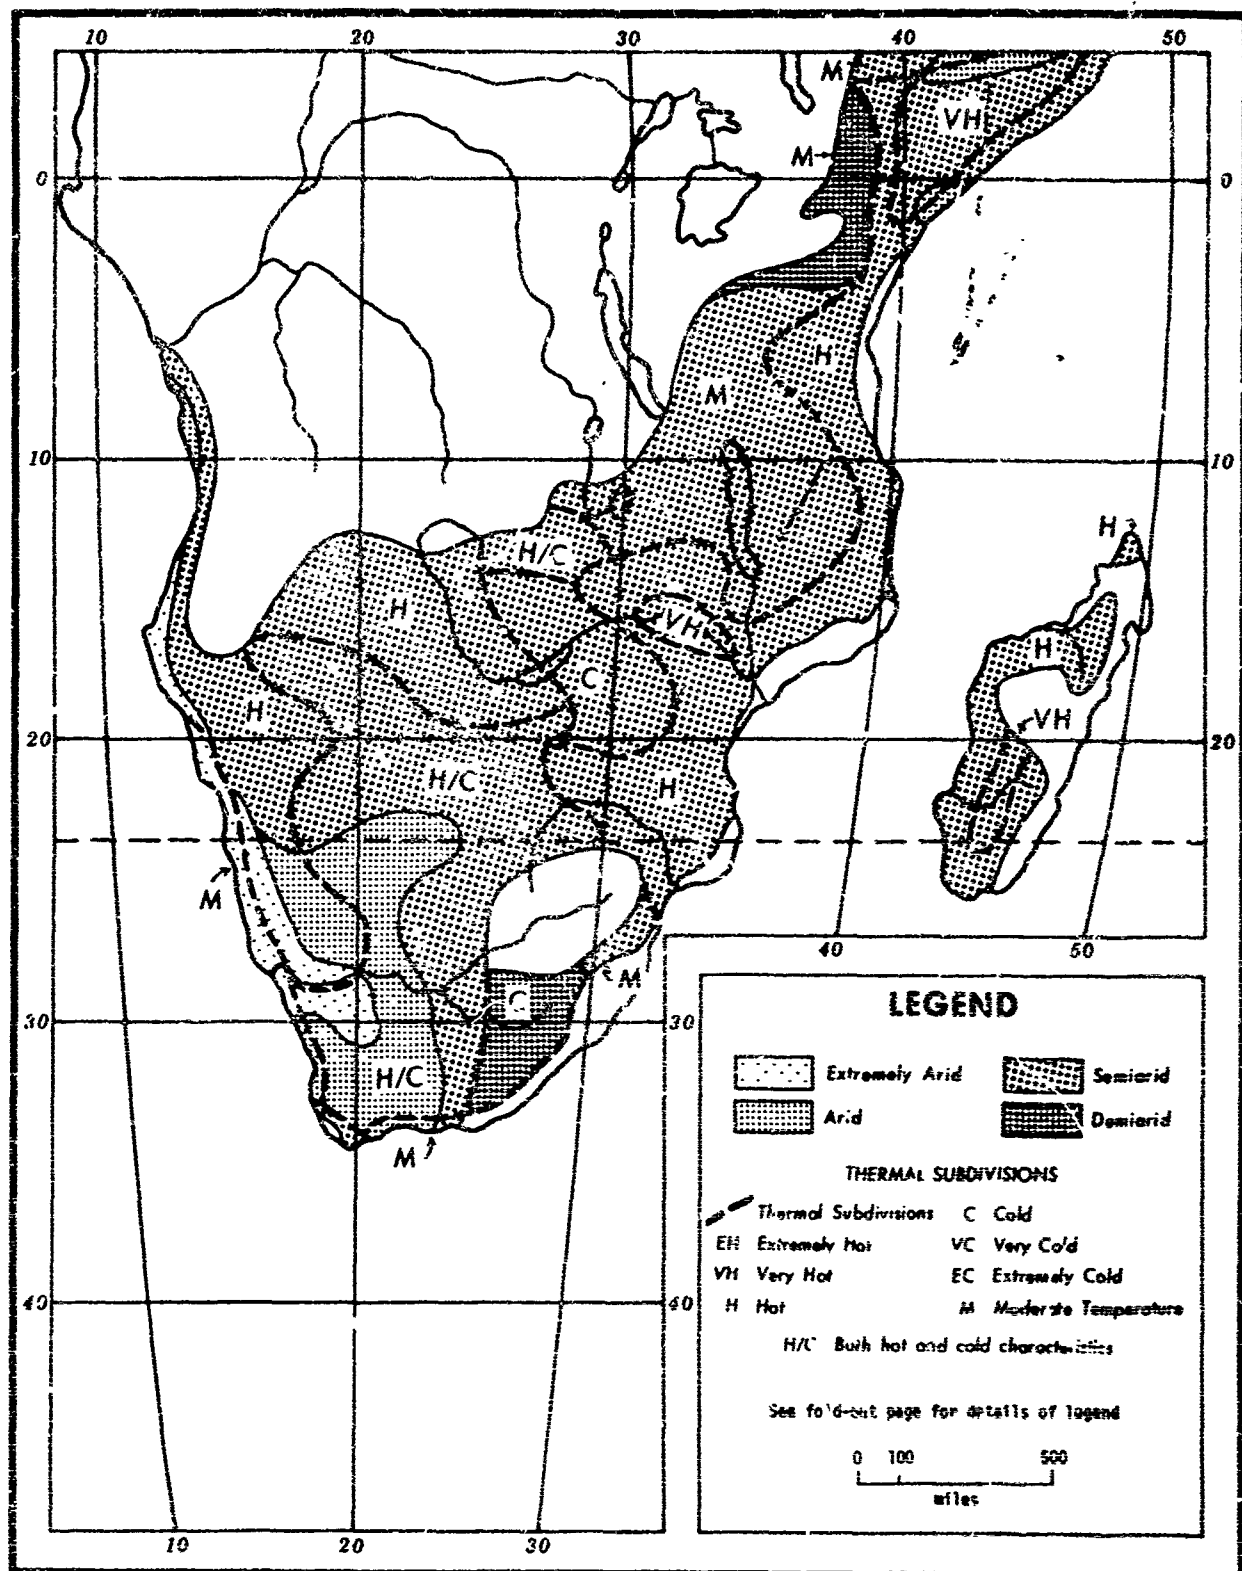 10 20 30 40 50
M
VH
M
0 0
H
M
10 10
H
H/C
H
VH
H
C
H
VH
20 20
H/C
H
M
40 50
M
C
30 30
H/C
M
40 40
10 20 30
LEGEND
Extremely Arid Semiarid
Arid Demiarid
THERMAL SUBDIVISIONS
Thermal Subdivisions C Cold
EH Extremely Hot VC Very Cold
VH Very Hot EC Extremely Cold
H Hot M Moderate Temperature
H/C Both hot and cold characteristics
See fold-out page for details of legend
0 100 500
miles